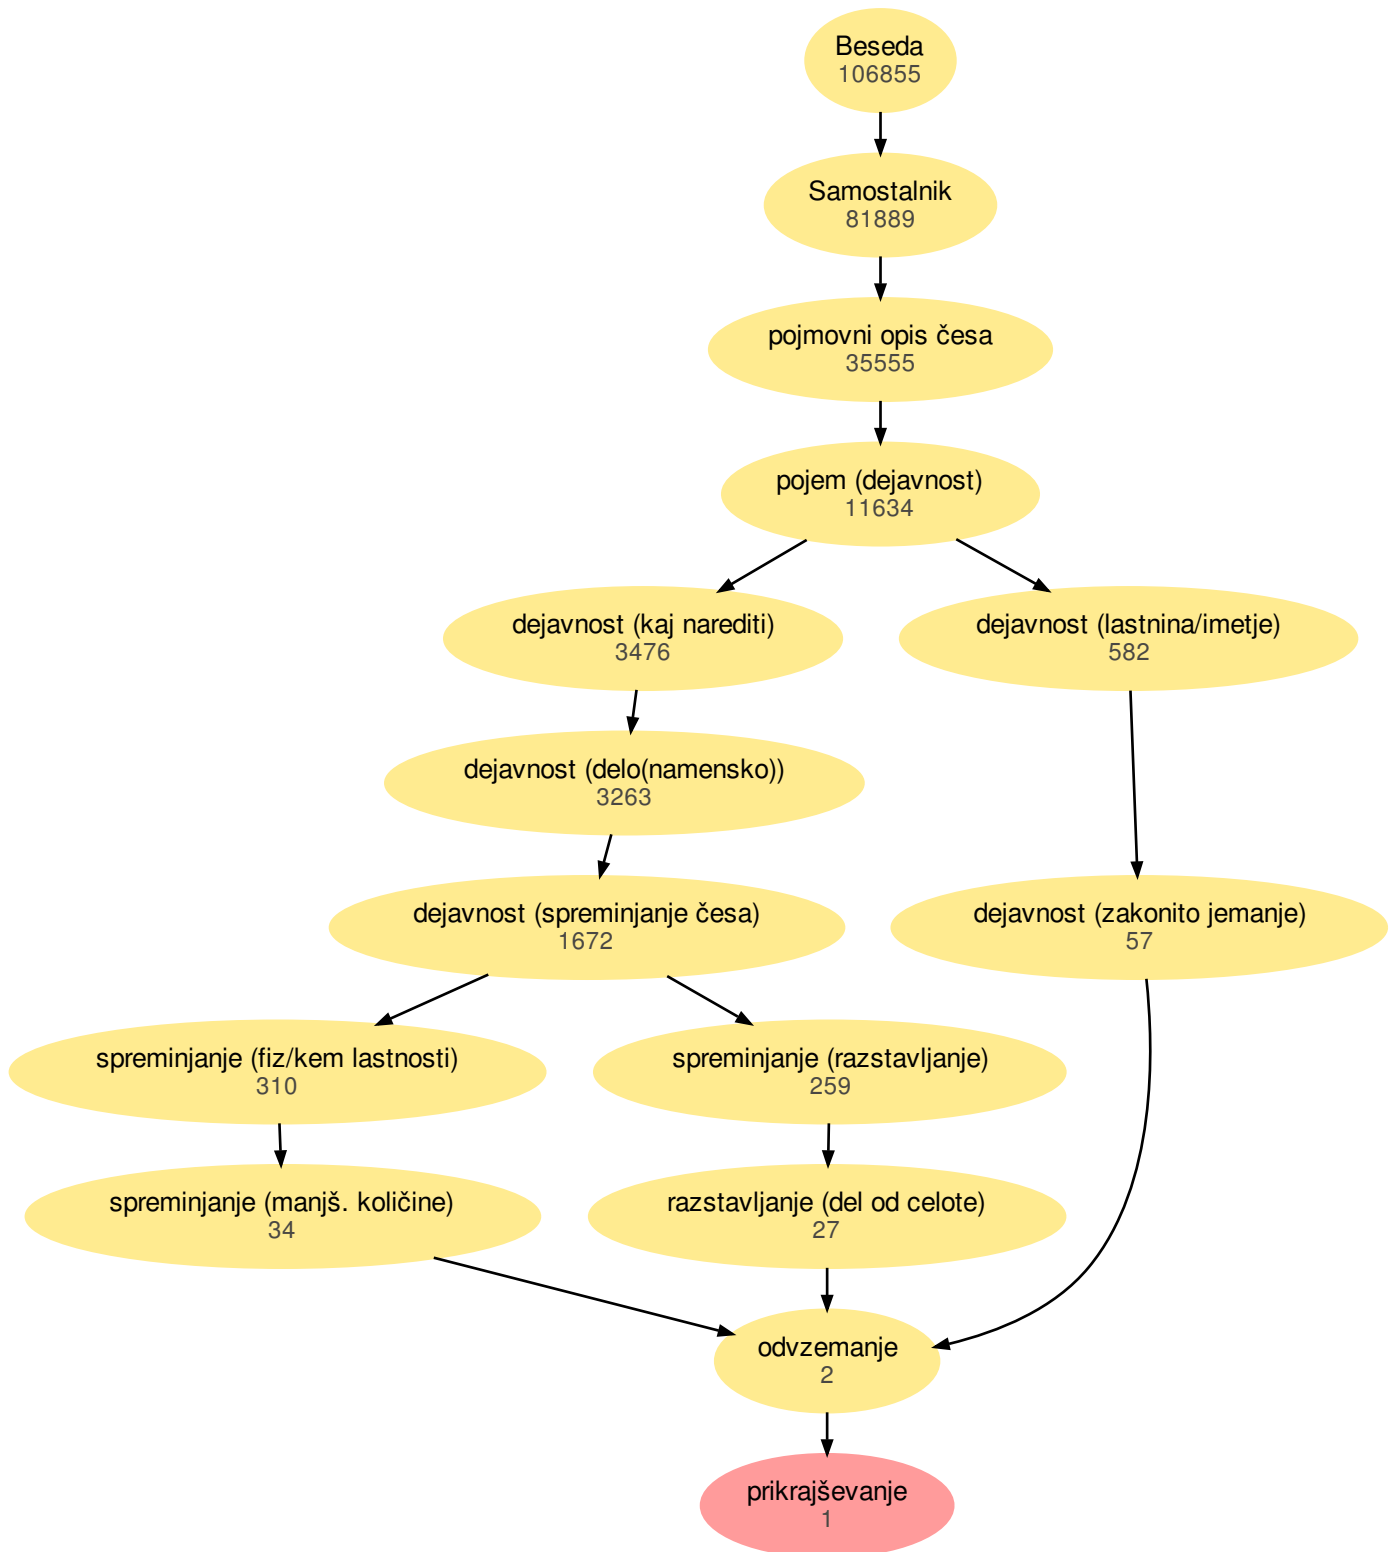 Beseda
106855
Samostalnik
81889
pojmovni opis česa
35555
pojem (dejavnost)
11634
dejavnost (kaj narediti)
3476
dejavnost (lastnina/imetje)
582
dejavnost (delo(namensko))
3263
dejavnost (spreminjanje česa)
1672
dejavnost (zakonito jemanje)
57
spreminjanje (fiz/kem lastnosti)
310
spreminjanje (razstavljanje)
259
spreminjanje (manjš. količine)
34
razstavljanje (del od celote)
27
odvzemanje
2
prikrajševanje
1